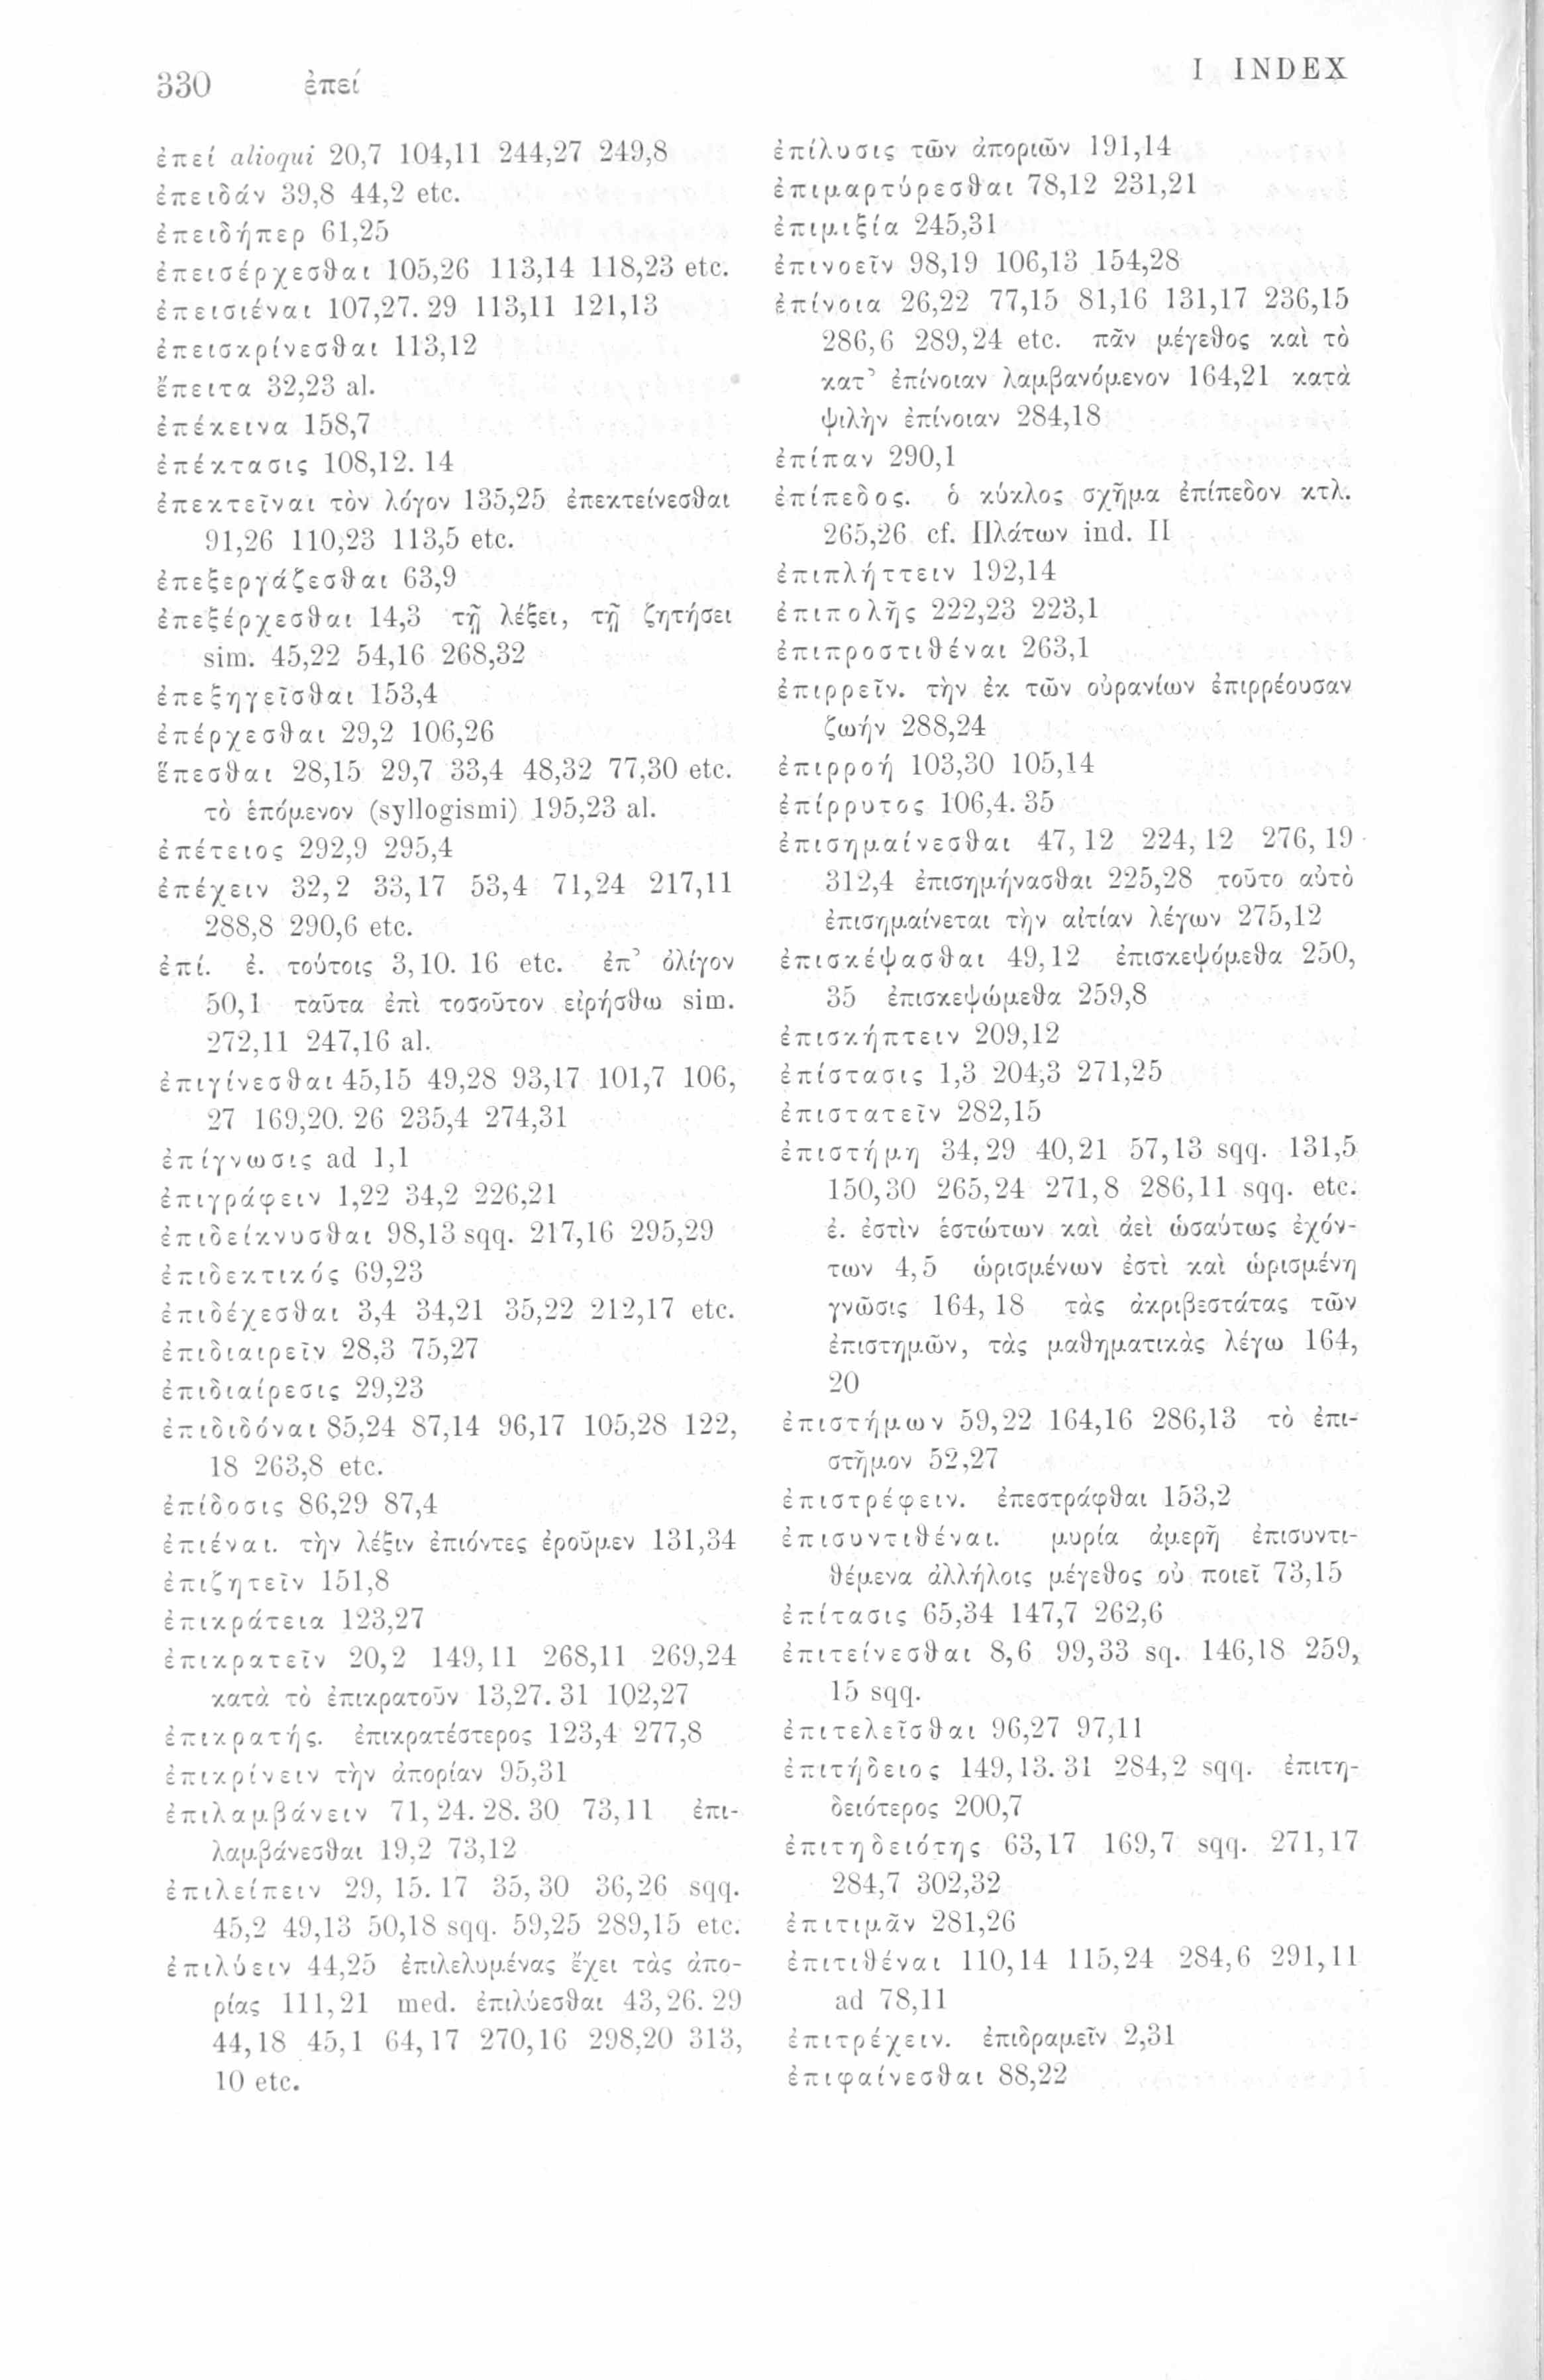 330 ἐπεί
I INDEX
ἐπεί alioqui 20,7 104,11 244,27 249,8
ἐπειδάν 39,8 44,2 etc.
ἐπειδήπερ 61,25
ἐπεισέρχεσθαι 105,26 113,14 118,23 etc.
ἐπεισιέναι 107,27. 29 113,11 121,13
ἐπεισκρίνεσθαι 113,12
ἔπειτα 32,23 al.
ἐπέκεινα 158,7
ἐπέκτασις 108,12. 14
ἐπεκτεῖναι τὸν λόγον 135,25 ἐπεκτείνεσθαι
91,26 110,23 113,5 etc.
ἐπεξεργάζεσθαι 63,9
ἐπεξέρχεσθαι 14,3 τῇ λέξει, τῇ ζητήσει
sim. 45,22 54,16 268,32
ἐπεξηγεῖσθαι 153,4
ἐπέρχεσθαι 29,2 106,26
ἕπεσθαι 28,15 29,7 33,4 48,32 77,30 etc.
τὸ ἑπόμενον (syllogismi) 195,23 al.
ἐπέτειος 292,9 295,4
ἐπέχειν 32,2 33,17 53,4 71,24 217,11
288,8 290,6 etc.
ἐπί. ἐ. τούτοις 3,10. 16 etc. ἐπ’ ὀλίγον
50,1 ταῦτα ἐπὶ τοσοῦτον εἰρήσθω sim.
272,11 247,16 al.
ἐπιγίνεσθαι 45,15 49,28 93,17 101,7 106,
27 169,20. 26 235,4 274,31
ἐπίγνωσις ad 1,1
ἐπιγράφειν 1,22 34,2 226,21
ἐπιδείκνυσθαι 98,13 sqq. 217,16 295,29
ἐπιδεκτικός 69,23
ἐπιδέχεσθαι 3,4 34,21 35,22 212,17 etc.
ἐπιδιαιρεῖν 28,3 75,27
ἐπιδιαίρεσις 29,23
ἐπιδιδόναι 85,24 87,14 96,17 105,28 122,
18 263,8 etc.
ἐπίδοσις 86,29 87,4
ἐπιέναι. τὴν λέξιν ἐπιόντες ἐροῦμεν 131,34
ἐπιζητεῖν 151,8
ἐπικράτεια 123,27
ἐπικρατεῖν 20,2 149,11 268,11 269,24
κατὰ τὸ ἐπικρατοῦν 13,27. 31 102,27
ἐπικρατής. ἐπικρατέστερος 123,4 277,8
ἐπικρίνειν τὴν ἀπορίαν 95,31
ἐπιλαμβάνειν 71,24. 28. 30 73,11 ἐπι-
λαμβάνεσθαι 19,2 73,12
ἐπιλείπειν 29, 15. 17 35,30 36,26 sqq.
45,2 49,13 50,18 sqq. 59,25 289,15 etc.
ἐπιλύειν 44,25 ἐπιλελυμένας ἔχει τὰς ἀπο-
ρίας 111,21 med. ἐπιλύεσθαι 43,26. 29
44,18 45,1 64,17 270,16 298,20 313,
10 etc.
ἐπίλυσις τῶν ἀποριῶν 191,14
ἐπιμαρτύρεσθαι 78,12 231,21
ἐπιμιξία 245,31
ἐπινοεῖν 98,19 106,13 154,28
ἐπίνοια 26,22 77,15 81,16 131,17 236,15
286,6 289,24 etc. πᾶν μέγεθος καὶ τὸ
κατ’ ἐπίνοιαν λαμβανόμενον 164,21 κατὰ
ψιλὴν ἐπίνοιαν 284,18
ἐπίπαν 290,1
ἐπίπεδος. ὁ κύκλος σχῆμα ἐπίπεδον κτλ.
265,26 cf. Πλάτων ind. II
ἐπιπλήττειν 192,14
ἐπιπολῆς 222,23 223,1
ἐπιπροστιθέναι 263,1
ἐπιρρεῖν. τὴν ἐκ τῶν οὐρανίων ἐπιρρέουσαν
ζωήν 288,24
ἐπιρροή 103,30 105,14
ἐπίρρυτος 106,4. 35
ἐπισημαίνεσθαι 47,12 224,12 276,19
312,4 ἐπισημήνασθαι 225,28 τοῦτο αὐτὸ
ἐπισημαίνεται τὴν αἰτίαν λέγων 275,12
ἐπισκέψασθαι 49,12 ἐπισκεψόμεθα 250,
35 ἐπισκεψώμεθα 259,8
ἐπισκήπτειν 209,12
ἐπίστασις 1,3 204,3 271,25
ἐπιστατεῖν 282,15
ἐπιστήμη 34,29 40,21 57,13 sqq. 131,5
150,30 265,24 271,8 286,11 sqq. etc.
ἐ. ἐστὶν ἑστώτων καὶ ἀεὶ ὡσαύτως ἐχόν-
των 4,5 ὡρισμένων ἐστὶ καὶ ὡρισμένη
γνῶσις 164, 18 τὰς ἀκριβεστάτας τῶν
ἐπιστημῶν, τὰς μαθηματικὰς λέγω 164,
20
ἐπιστήμων 59,22 164,16 286,13 τὸ ἐπι-
στῆμον 52,27
ἐπιστρέφειν. ἐπεστράφθαι 153,2
ἐπισυντιθέναι. μυρία ἀμερῆ ἐπισυντι-
θέμενα ἀλλήλοις μέγεθος οὐ ποιεῖ 73,15
ἐπίτασις 65,34 147,7 262,6
ἐπιτείνεσθαι 8,6 99,33 sq. 146,18 259,
15 sqq.
ἐπιτελεῖσθαι 96,27 97,11
ἐπιτήδειος 149,13. 31 284,2 sqq. ἐπιτη-
δειότερος 200,7
ἐπιτηδειότης 63,17 169,7 sqq. 271,17
284,7 302,32
ἐπιτιμᾶν 281,26
ἐπιτιθέναι 110,14 115,24 284,6 291,11
ad 78,11
ἐπιτρέχειν. ἐπιδραμεῖν 2,31
ἐπιφαίνεσθαι 88,22